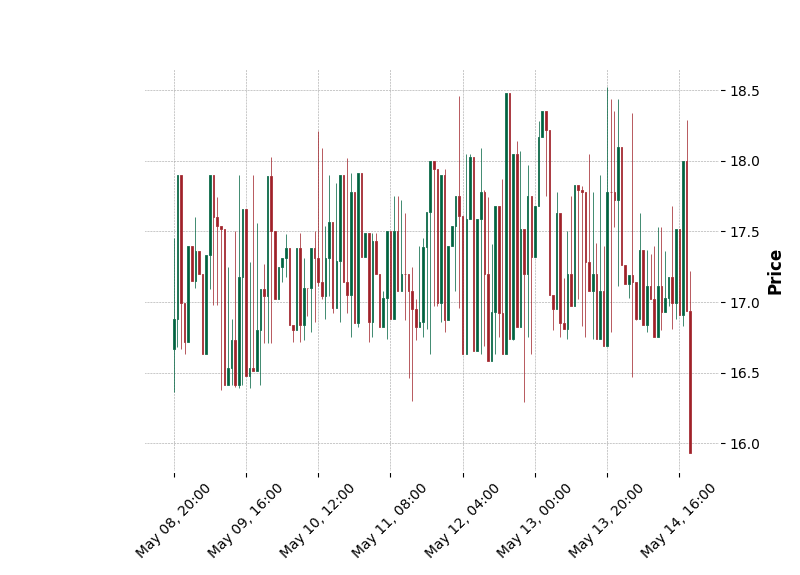 18.5
18.0
17.5
17.0
16.5
16.0
Price
May 08, 20:00
May 09, 16:00
May 10, 12:00
May 11, 08:00
May 12, 04:00
May 13, 00:00
May 13, 20:00
May 14, 16:00